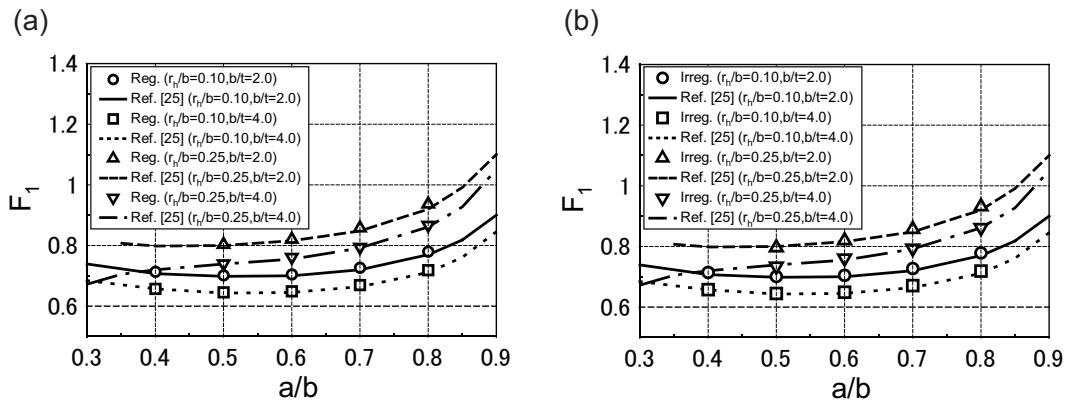 (a)
F1
1.4
1.2
1
0.8
0.6
Reg. (rh/b=0.10,b/t=2.0)
Ref. [25] (rh/b=0.10,b/t=2.0)
Reg. (rh/b=0.10,b/t=4.0)
Ref. [25] (rh/b=0.10,b/t=4.0)
Reg. (rh/b=0.25,b/t=2.0)
Ref. [25] (rh/b=0.25,b/t=2.0)
Reg. (rh/b=0.25,b/t=4.0)
Ref. [25] (rh/b=0.25,b/t=4.0)
0.3 0.4 0.5 0.6 0.7 0.8 0.9
a/b
(b)
F1
1.4
1.2
1
0.8
0.6
Irreg. (rh/b=0.10,b/t=2.0)
Ref. [25] (rh/b=0.10,b/t=2.0)
Irreg. (rh/b=0.10,b/t=4.0)
Ref. [25] (rh/b=0.10,b/t=4.0)
Irreg. (rh/b=0.25,b/t=2.0)
Ref. [25] (rh/b=0.25,b/t=2.0)
Irreg. (rh/b=0.25,b/t=4.0)
Ref. [25] (rh/b=0.25,b/t=4.0)
0.3 0.4 0.5 0.6 0.7 0.8 0.9
a/b